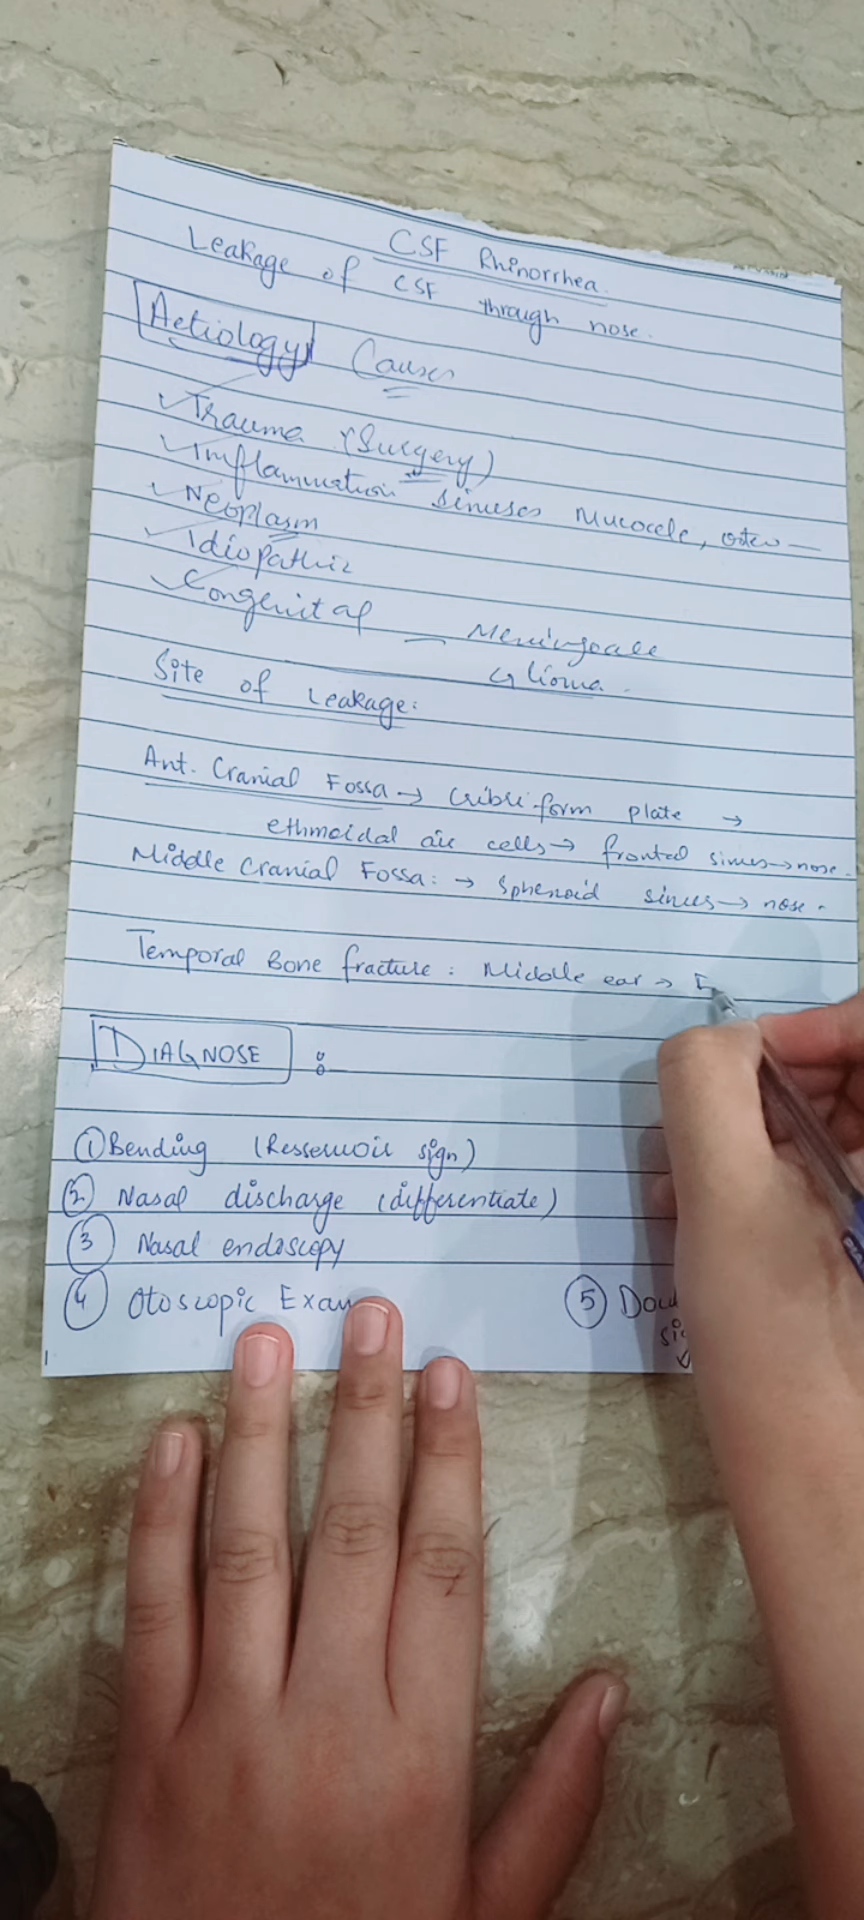 CSF Rhinorrhea.
Leakage of CSF through nose.
Aetiology Causes
Trauma (Surgery)
Inflammation sinuses Mucocele, osteo—
Neoplasm
Idiopathic
Congenital — Meningocele
Glioma.
Site of Leakage:
Ant. Cranial Fossa → Cribriform plate →
ethmoidal air cells → frontal sinus → nose.
Middle Cranial Fossa: → Sphenoid sinus → nose.
Temporal Bone fracture: Middle ear →
DIAGNOSE :
① Bending (Resservoir sign)
② Nasal discharge (differentiate)
③ Nasal endoscopy
④ Otoscopic Exam
⑤